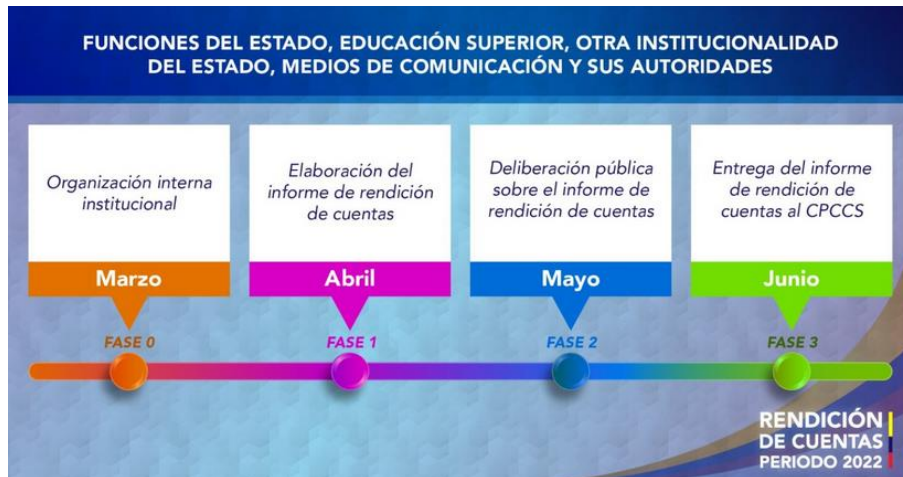 FUNCIONES DEL ESTADO, EDUCACIÓN SUPERIOR, OTRA INSTITUCIONALIDAD
DEL ESTADO, MEDIOS DE COMUNICACIÓN Y SUS AUTORIDADES
Organización interna
institucional
Marzo
FASE 0
Elaboración del
informe de rendición
de cuentas
Abril
FASE 1
Deliberación pública
sobre el informe de
rendición de cuentas
Mayo
FASE 2
Entrega del informe
de rendición de
cuentas al CPCCS
Junio
FASE 3
RENDICIÓN
DE CUENTAS
PERIODO 2022